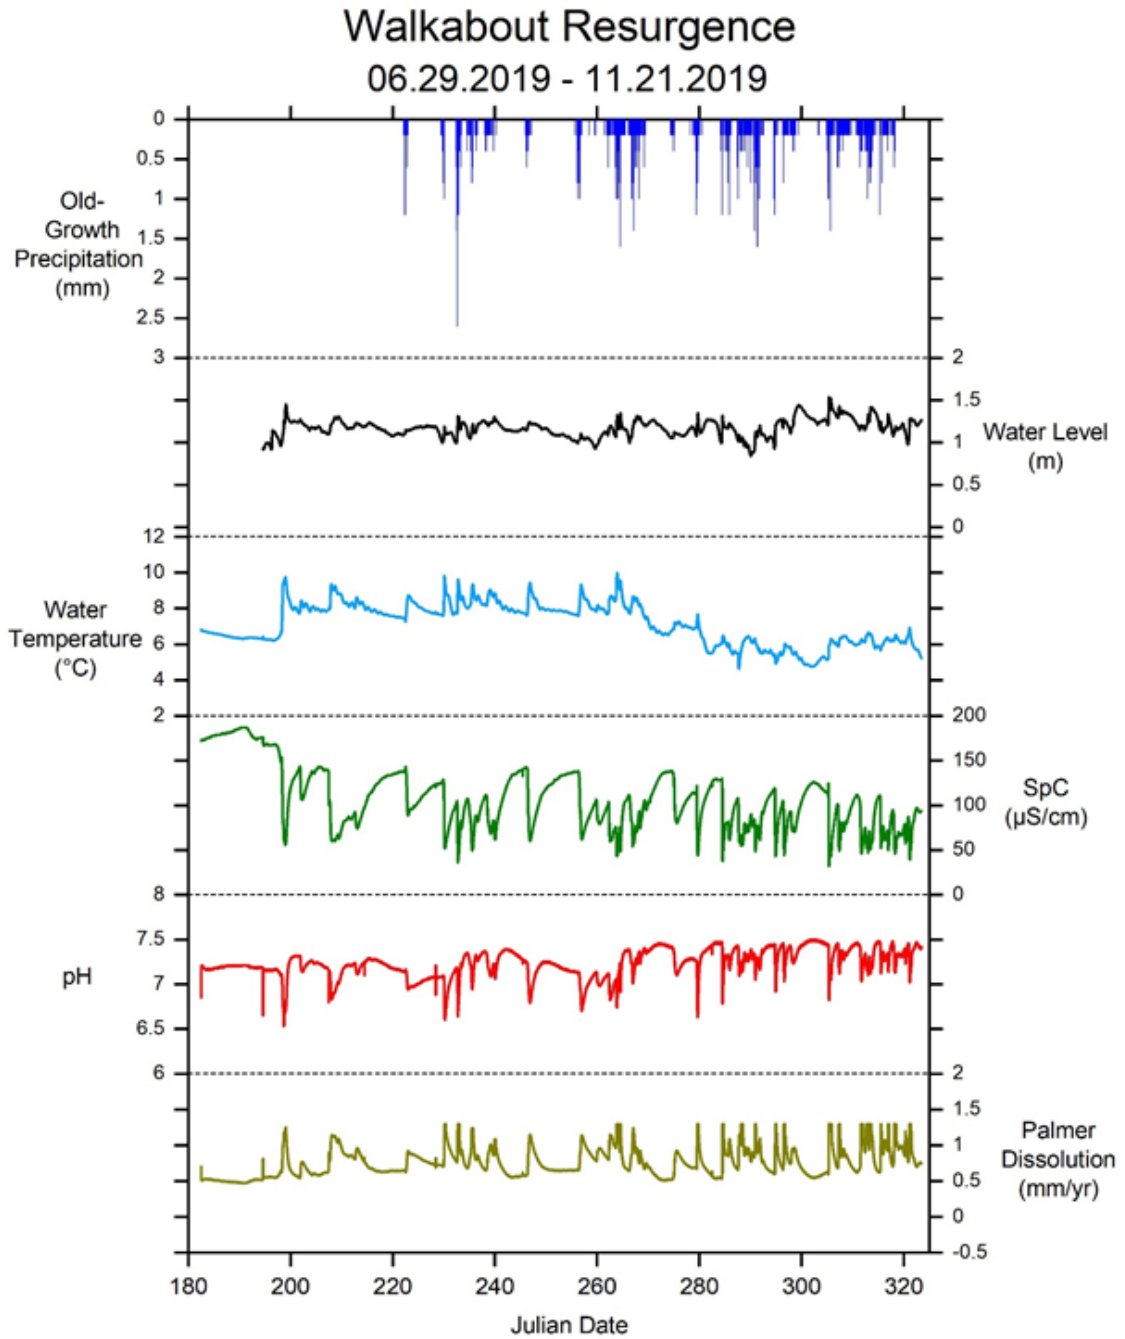 Walkabout Resurgence
06.29.2019 - 11.21.2019
0
0.5
1
1.5
2
2.5
3
Old-
Growth
Precipitation
(mm)
2
1.5
1
0.5
0
Water Level
(m)
12
10
8
6
4
2
Water
Temperature
(°C)
200
150
100
50
0
SpC
(µS/cm)
8
7.5
7
6.5
6
pH
2
1.5
1
0.5
0
-0.5
Palmer
Dissolution
(mm/yr)
180 200 220 240 260 280 300 320
Julian Date